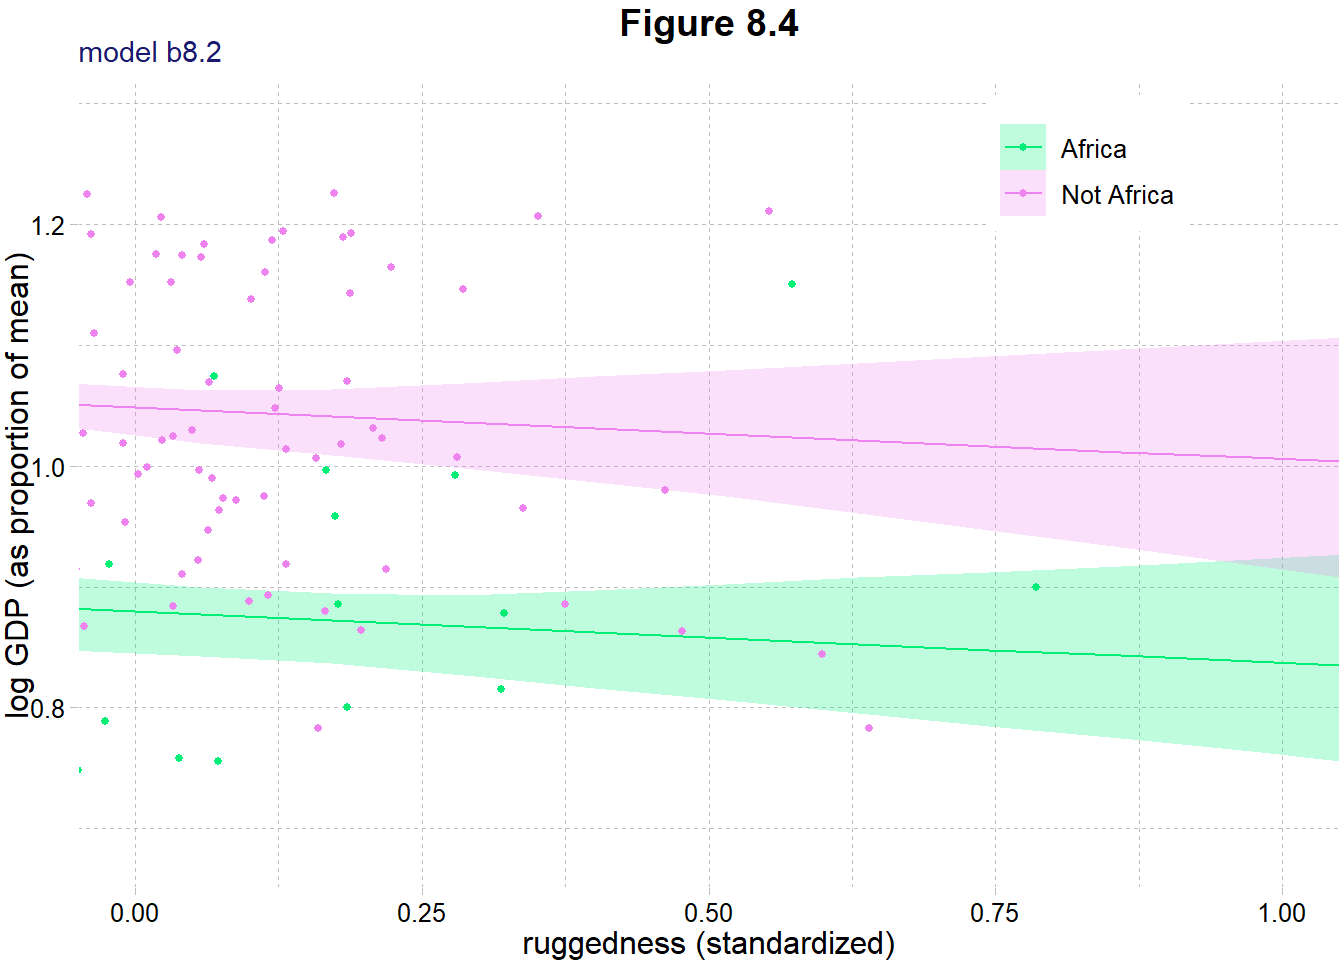 Figure 8.4
model b8.2
Africa
Not Africa
log GDP (as proportion of mean)
1.2
1.0
0.8
0.00 0.25 0.50 0.75 1.00
ruggedness (standardized)